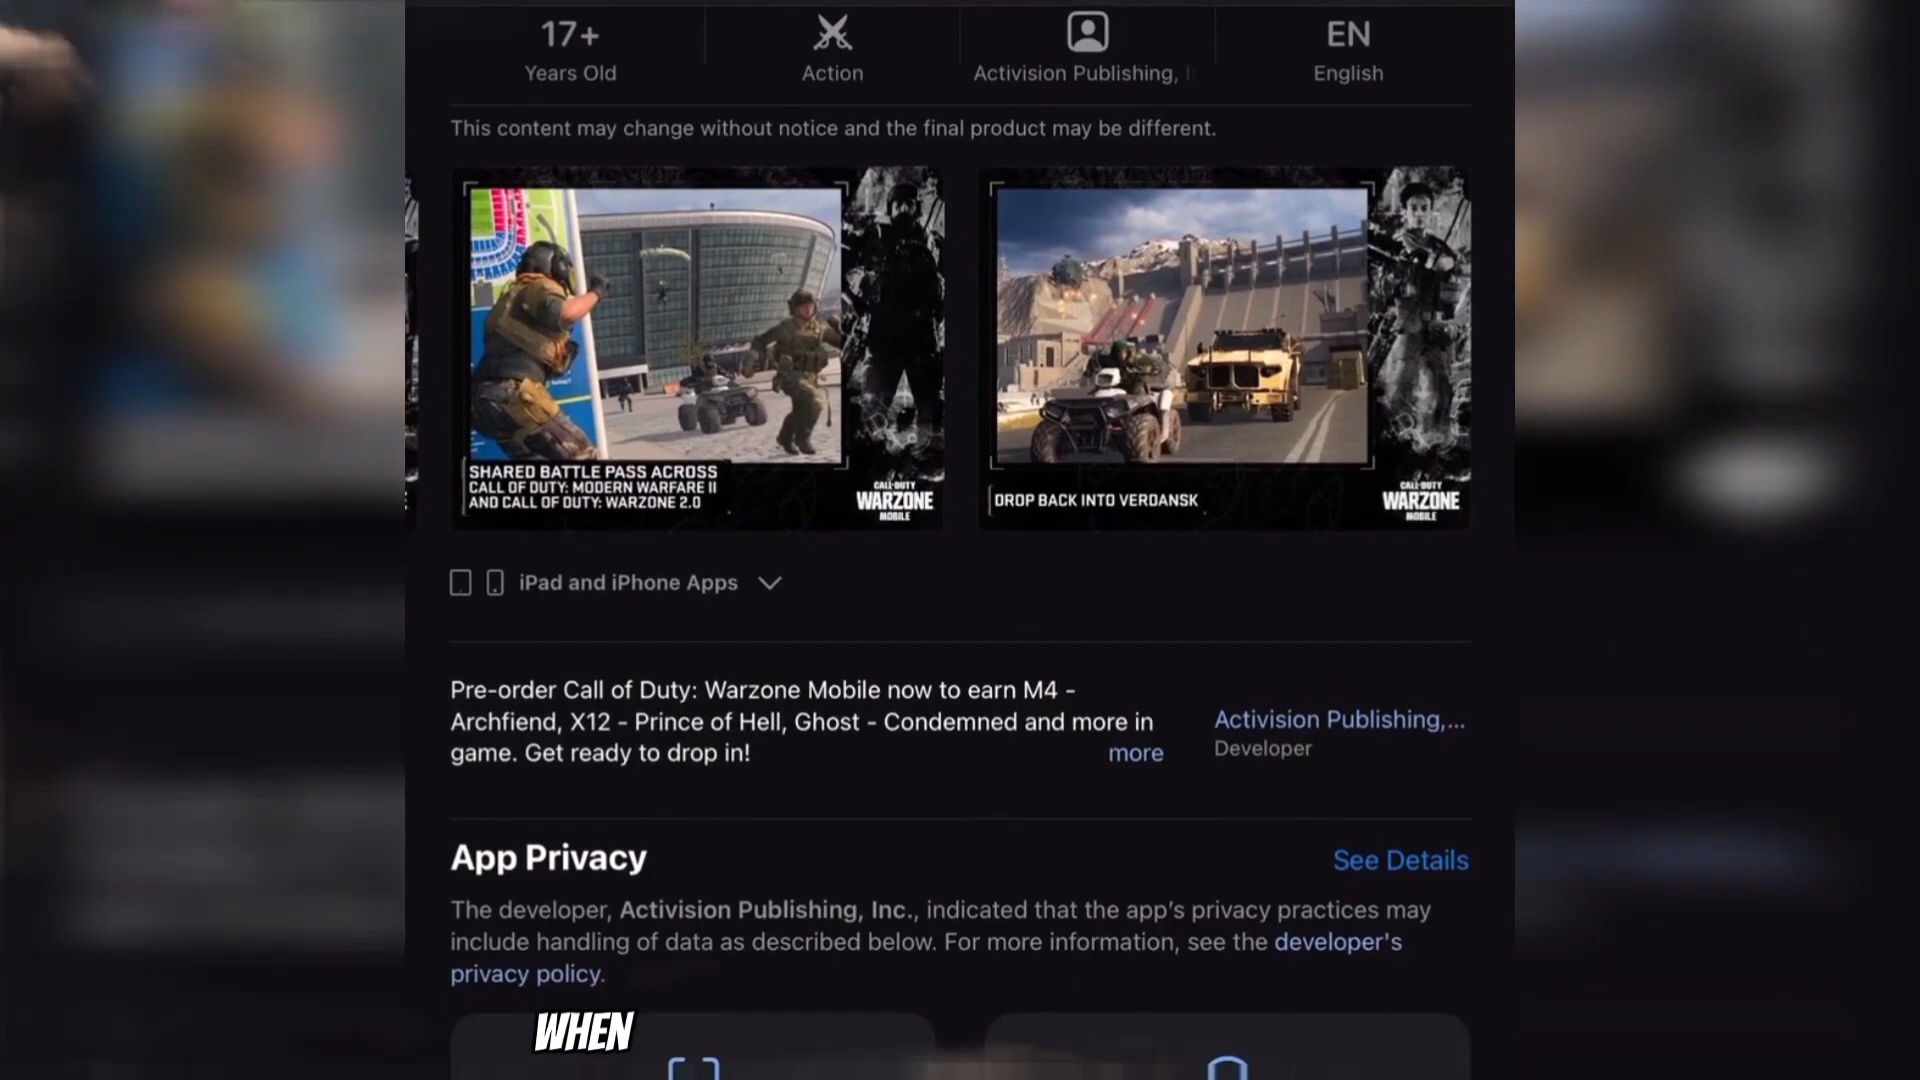 17+
Years Old
Action
Activision Publishing,
EN
English
This content may change without notice and the final product may be different.
SHARED BATTLE PASS ACROSS
CALL OF DUTY: MODERN WARFARE II
AND CALL OF DUTY: WARZONE 2.0
CALL OF DUTY
WARZONE
MOBILE
DROP BACK INTO VERDANSK
CALL OF DUTY
WARZONE
MOBILE
iPad and iPhone Apps
Pre-order Call of Duty: Warzone Mobile now to earn M4 -
Archfiend, X12 - Prince of Hell, Ghost - Condemned and more in
game. Get ready to drop in!
more
Activision Publishing,...
Developer
App Privacy
See Details
The developer, Activision Publishing, Inc., indicated that the app’s privacy practices may
include handling of data as described below. For more information, see the developer's
privacy policy.
WHEN